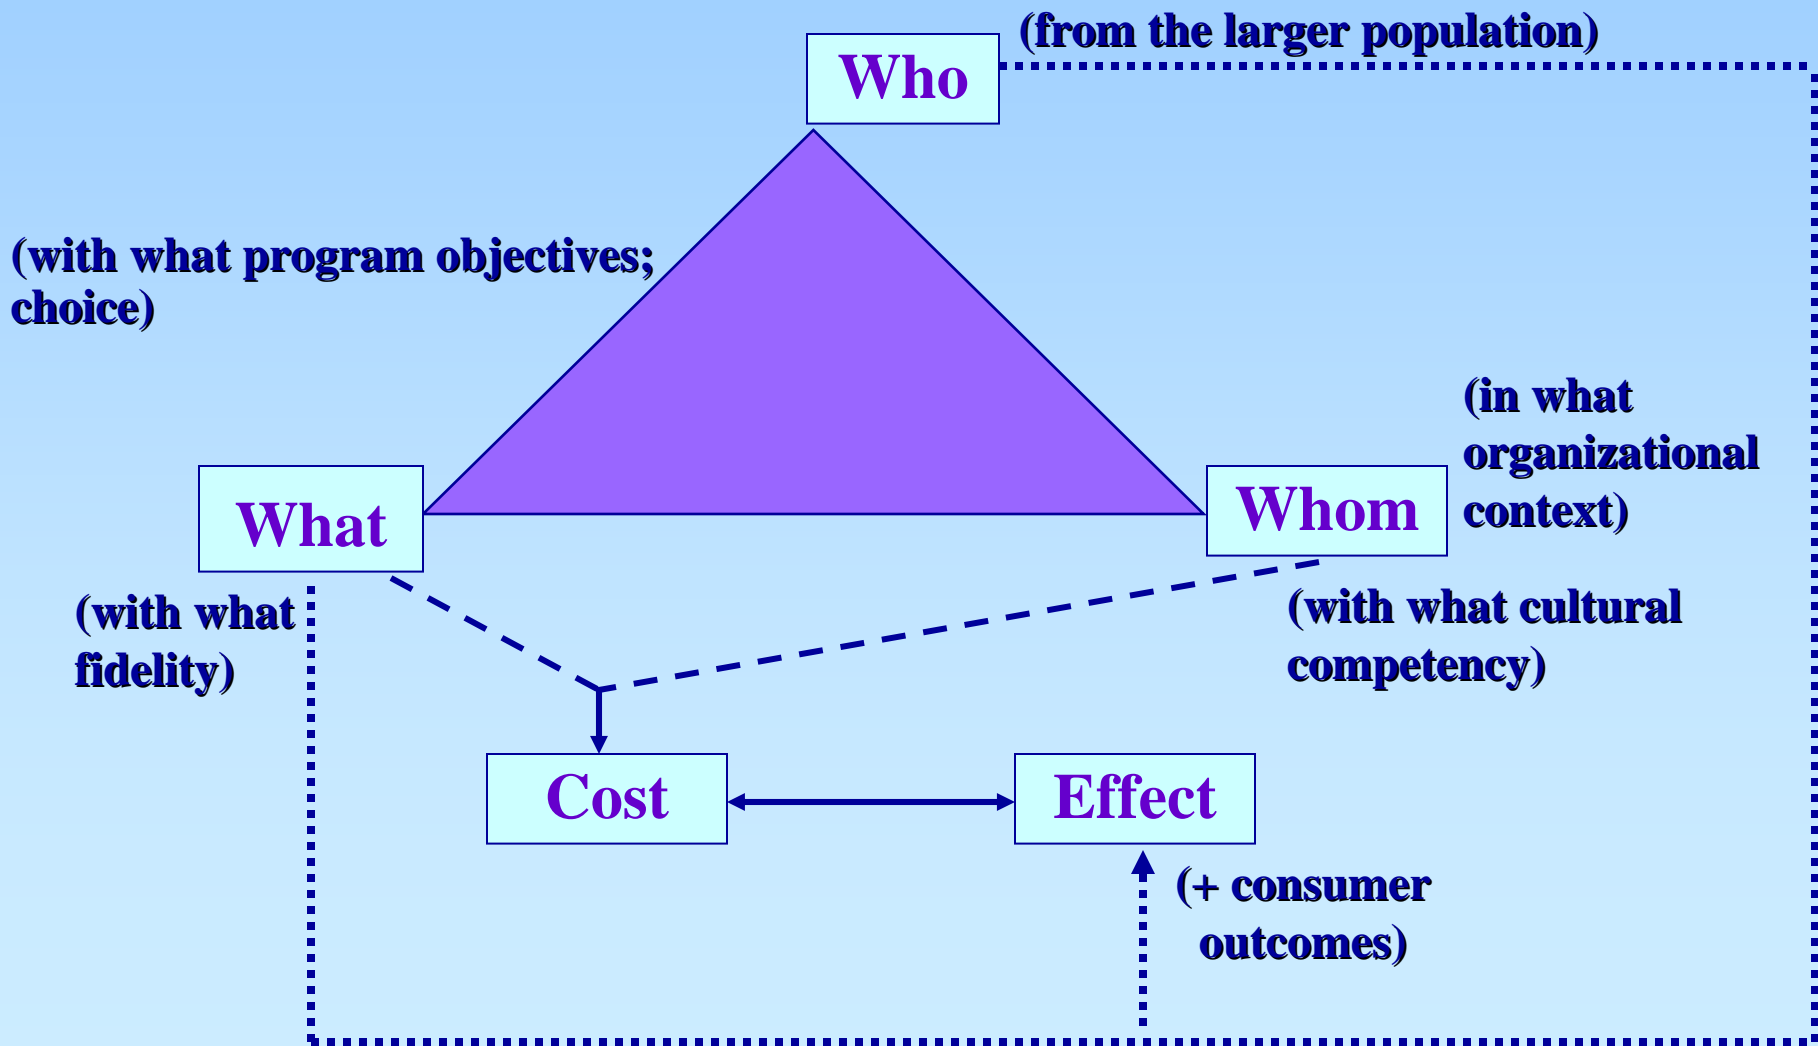 (from the larger population)
Who
(with what program objectives;
choice)
(in what
organizational
context)
What
Whom
(with what
fidelity)
(with what cultural
competency)
Cost
Effect
(+ consumer
outcomes)